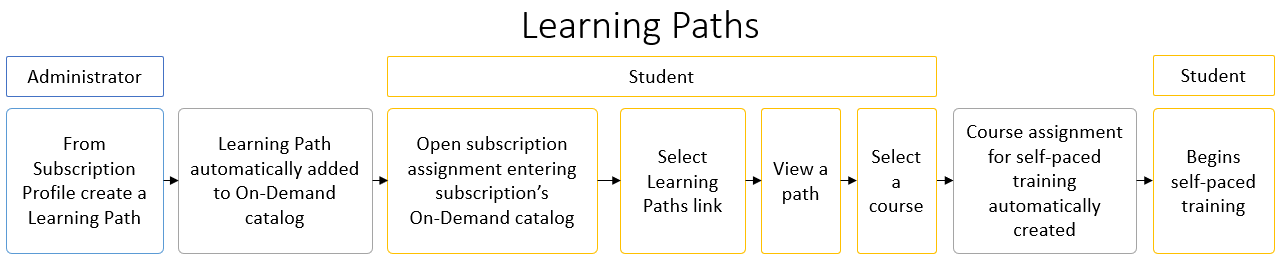 Learning Paths
Administrator
Student
Student
From
Subscription
Profile create a
Learning Path
Learning Path
automatically added
to On-Demand
catalog
Open subscription
assignment entering
subscription’s
On-Demand catalog
Select
Learning
Paths link
View a
path
Select
a
course
Course assignment
for self-paced
training
automatically
created
Begins
self-paced
training